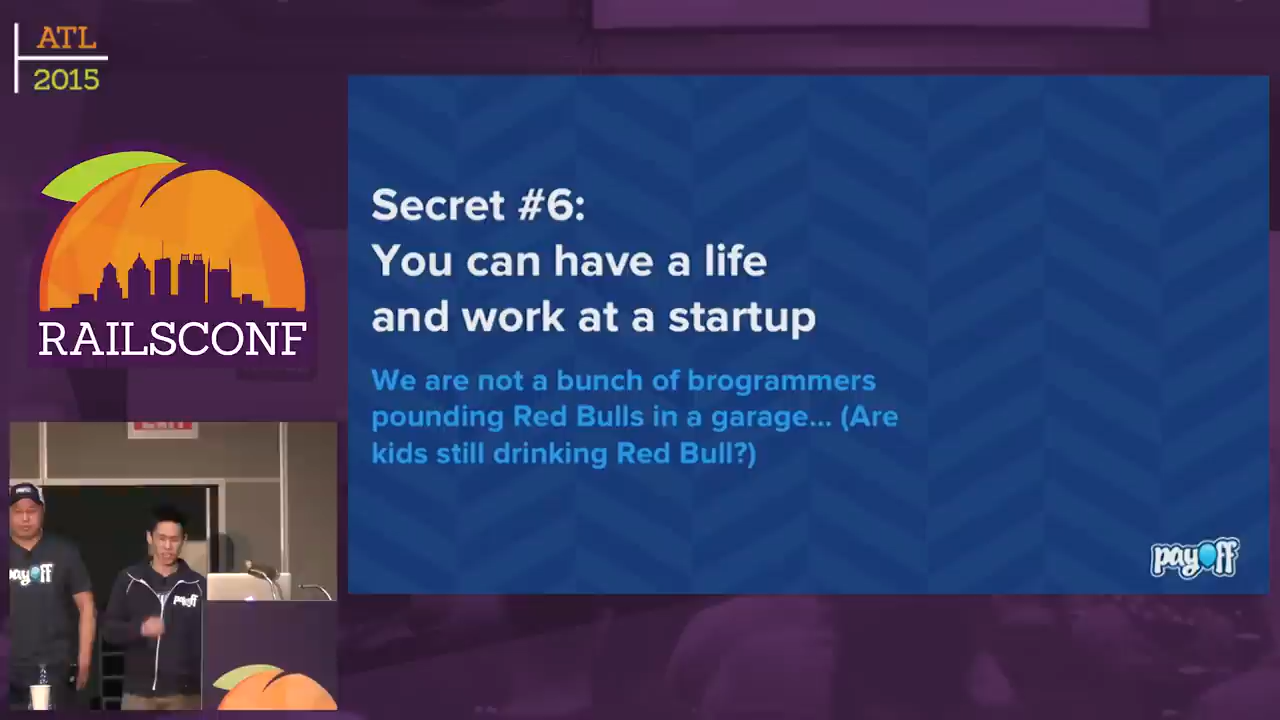 ATL
2015
RAILSCONF
Secret #6:
You can have a life
and work at a startup
We are not a bunch of brogrammers
pounding Red Bulls in a garage... (Are
kids still drinking Red Bull?)
payoff
EXIT
payoff
payoff